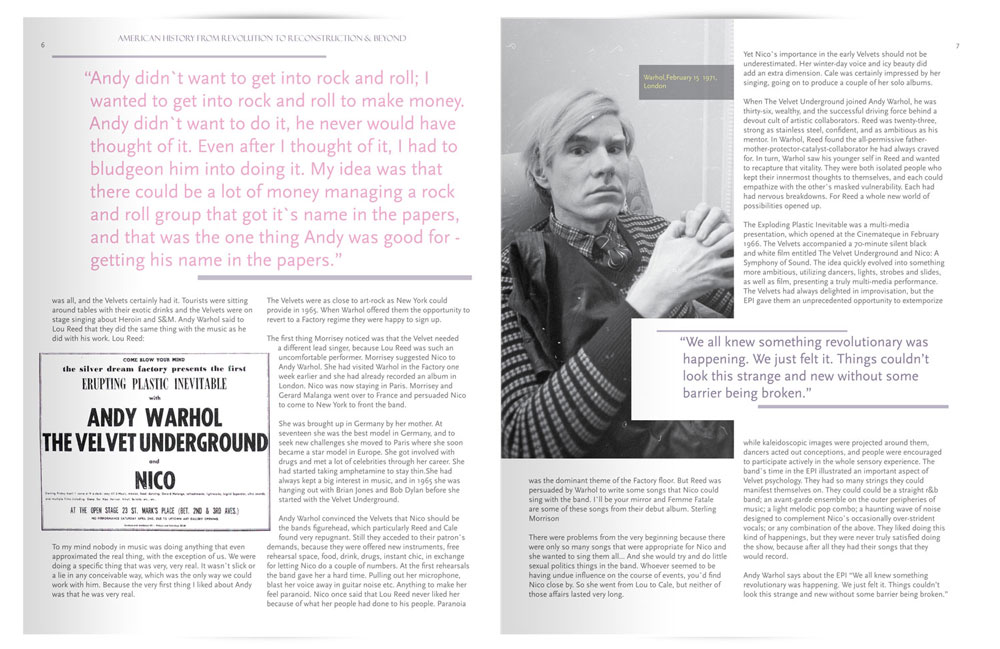 6
AMERICAN HISTORY FROM REVOLUTION TO RECONSTRUCTION & BEYOND
“Andy didn`t want to get into rock and roll; I
wanted to get into rock and roll to make money.
Andy didn`t want to do it, he never would have
thought of it. Even after I thought of it, I had to
bludgeon him into doing it. My idea was that
there could be a lot of money managing a rock
and roll group that got it`s name in the papers,
and that was the one thing Andy was good for -
getting his name in the papers.”
was all, and the Velvets certainly had it. Tourists were sitting
around tables with their exotic drinks and the Velvets were on
stage singing about Heroin and S&M. Andy Warhol said to
Lou Reed that they did the same thing with the music as he
did with his work. Lou Reed:
COME BLOW YOUR MIND
the silver dream factory presents the first
ERUPTING PLASTIC INEVITABLE
with
ANDY WARHOL
THE VELVET UNDERGROUND
and
NICO
AT THE OPEN STAGE 23 ST. MARK'S PLACE (BET. 2ND & 3RD AVES.)
To my mind nobody in music was doing anything that even
approximated the real thing, with the exception of us. We were
doing a specific thing that was very, very real. It wasn`t slick or
a lie in any conceivable way, which was the only way we could
work with him. Because the very first thing I liked about Andy
was that he was very real.
The Velvets were as close to art-rock as New York could
provide in 1965. When Warhol offered them the opportunity to
revert to a Factory regime they were happy to sign up.
The first thing Morrisey noticed was that the Velvet needed
a different lead singer, because Lou Reed was such an
uncomfortable performer. Morrisey suggested Nico to
Andy Warhol. She had visited Warhol in the Factory one
week earlier and she had already recorded an album in
London. Nico was now staying in Paris. Morrisey and
Gerard Malanga went over to France and persuaded Nico
to come to New York to front the band.
She was brought up in Germany by her mother. At
seventeen she was the best model in Germany, and to
seek new challenges she moved to Paris where she soon
became a star model in Europe. She got involved with
drugs and met a lot of celebrities through her career. She
had started taking amphetamine to stay thin.She had
always kept a big interest in music, and in 1965 she was
hanging out with Brian Jones and Bob Dylan before she
started with the Velvet Underground.
Andy Warhol convinced the Velvets that Nico should be
the bands figurehead, which particularly Reed and Cale
found very repugnant. Still they acceded to their patron`s
demands, because they were offered new instruments, free
rehearsal space, food, drink, drugs, instant chic, in exchange
for letting Nico do a couple of numbers. At the first rehearsals
the band gave her a hard time. Pulling out her microphone,
blast her voice away in guitar noise etc. Anything to make her
feel paranoid. Nico once said that Lou Reed never liked her
because of what her people had done to his people. Paranoia
7
Warhol,February 15 1971,
London
was the dominant theme of the Factory floor. But Reed was
persuaded by Warhol to write some songs that Nico could
sing with the band. I`ll be your mirror and Femme Fatale
are some of these songs from their debut album. Sterling
Morrison
There were problems from the very beginning because there
were only so many songs that were appropriate for Nico and
she wanted to sing them all... And she would try and do little
sexual politics things in the band. Whoever seemed to be
having undue influence on the course of events, you`d find
Nico close by. So she went from Lou to Cale, but neither of
those affairs lasted very long.
Yet Nico`s importance in the early Velvets should not be
underestimated. Her winter-day voice and icy beauty did
add an extra dimension. Cale was certainly impressed by her
singing, going on to produce a couple of her solo albums.
When The Velvet Underground joined Andy Warhol, he was
thirty-six, wealthy, and the successful driving force behind a
devout cult of artistic collaborators. Reed was twenty-three,
strong as stainless steel, confident, and as ambitious as his
mentor. In Warhol, Reed found the all-permissive father-
mother-protector-catalyst-collaborator he had always craved
for. In turn, Warhol saw his younger self in Reed and wanted
to recapture that vitality. They were both isolated people who
kept their innermost thoughts to themselves, and each could
empathize with the other`s masked vulnerability. Each had
had nervous breakdowns. For Reed a whole new world of
possibilities opened up.
The Exploding Plastic Inevitable was a multi-media
presentation, which opened at the Cinemateque in February
1966. The Velvets accompanied a 70-minute silent black
and white film entitled The Velvet Underground and Nico: A
Symphony of Sound. The idea quickly evolved into something
more ambitious, utilizing dancers, lights, strobes and slides,
as well as film, presenting a truly multi-media performance.
The Velvets had always delighted in improvisation, but the
EPI gave them an unprecedented opportunity to extemporize
“We all knew something revolutionary was
happening. We just felt it. Things couldn’t
look this strange and new without some
barrier being broken.”
while kaleidoscopic images were projected around them,
dancers acted out conceptions, and people were encouraged
to participate actively in the whole sensory experience. The
band`s time in the EPI illustrated an important aspect of
Velvet psychology. They had so many strings they could
manifest themselves on. They could could be a straight r&b
band; an avant-garde ensemble on the outer peripheries of
music; a light melodic pop combo; a haunting wave of noise
designed to complement Nico`s occasionally over-strident
vocals; or any combination of the above. They liked doing this
kind of happenings, but they were never truly satisfied doing
the show, because after all they had their songs that they
would record.
Andy Warhol says about the EPI “We all knew something
revolutionary was happening. We just felt it. Things couldn`t
look this strange and new without some barrier being broken.”